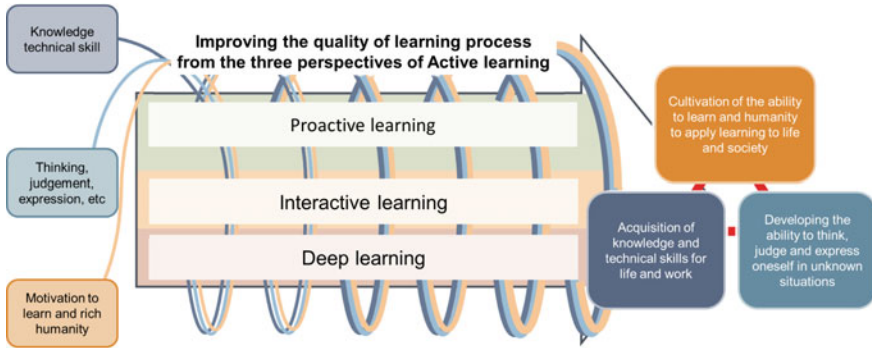 Knowledge
technical skill
Improving the quality of learning process
from the three perspectives of Active learning
Proactive learning
Thinking,
judgement,
expression, etc
Interactive learning
Deep learning
Motivation to
learn and rich
humanity
Cultivation of the ability
to learn and humanity
to apply learning to life
and society
Acquisition of
knowledge and
technical skills for
life and work
Developing the
ability to think,
judge and express
oneself in unknown
situations